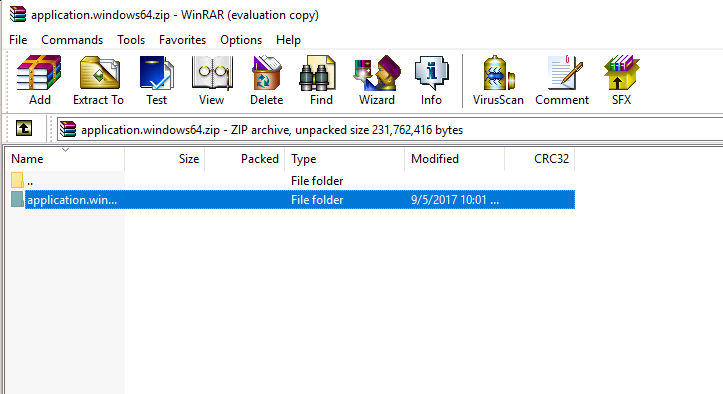 application.windows64.zip - WinRAR (evaluation copy)
File Commands Tools Favorites Options Help
Add Extract To Test View Delete Find Wizard Info VirusScan Comment SFX
application.windows64.zip - ZIP archive, unpacked size 231,762,416 bytes
Name Size Packed Type Modified CRC32
.. File folder
application.win... File folder 9/5/2017 10:01 ...